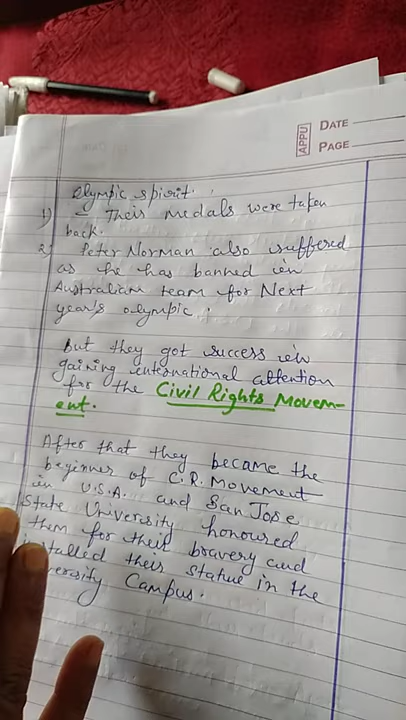 APPU
DATE
PAGE
Olympic spirit.
1) - Their medals were taken
back.
2) Peter Norman also suffered
as he has banned in
Australian team for Next
year's olympic.
But they got success in
gaining international attention
for the Civil Rights Movem-
ent.
After that they became the
beginner of C.R. Movement
in U.S.A. and San Jose
State University honoured
them for their bravery and
installed their statue in the
versity Campus.